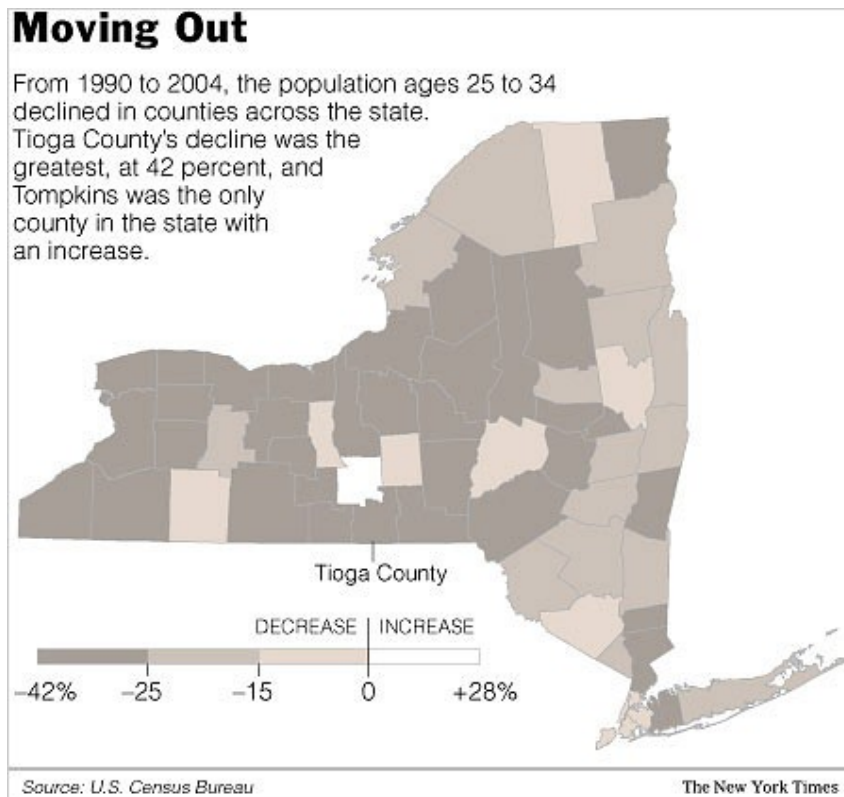 Moving Out
From 1990 to 2004, the population ages 25 to 34
declined in counties across the state.
Tioga County's decline was the
greatest, at 42 percent, and
Tompkins was the only
county in the state with
an increase.
Tioga County
DECREASE INCREASE
–42% –25 –15 0 +28%
Source: U.S. Census Bureau The New York Times